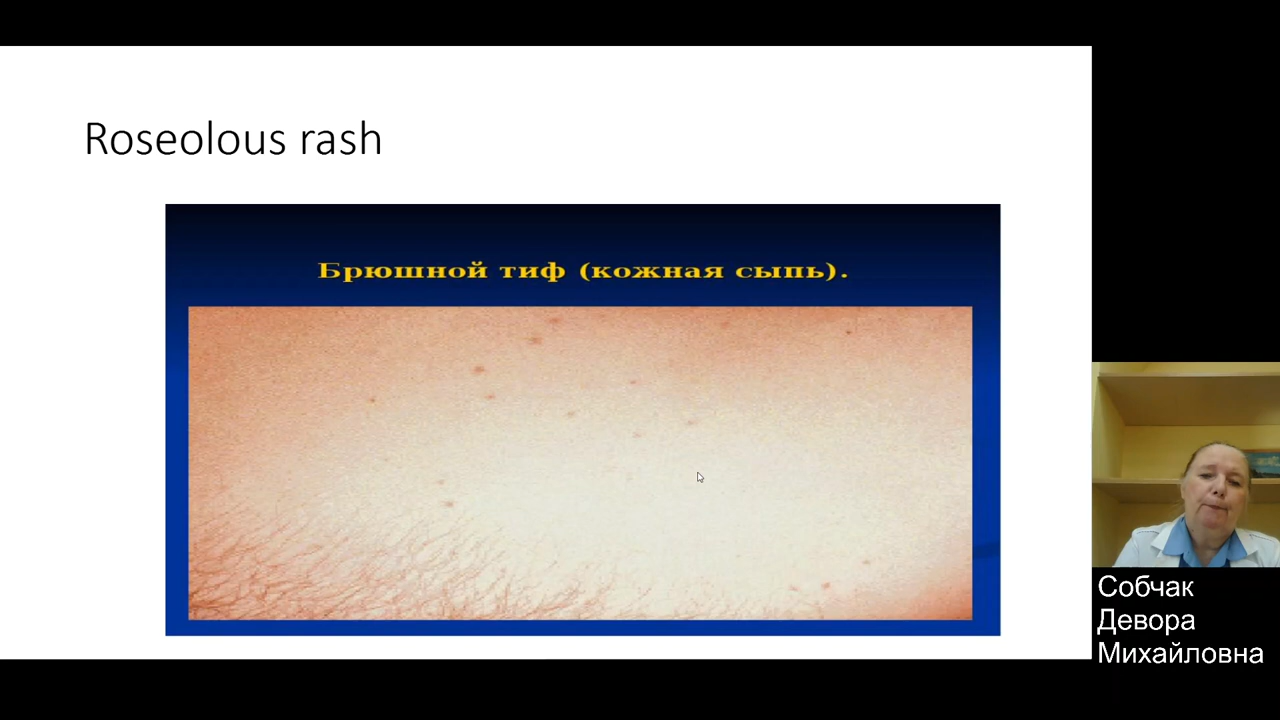 Roseolous rash
Брюшной тиф (кожная сыпь).
Собчак
Девора
Михайловна